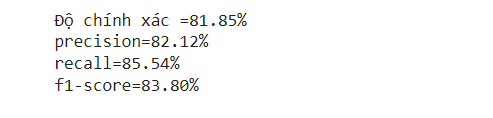 Độ chính xác =81.85%
precision=82.12%
recall=85.54%
f1-score=83.80%